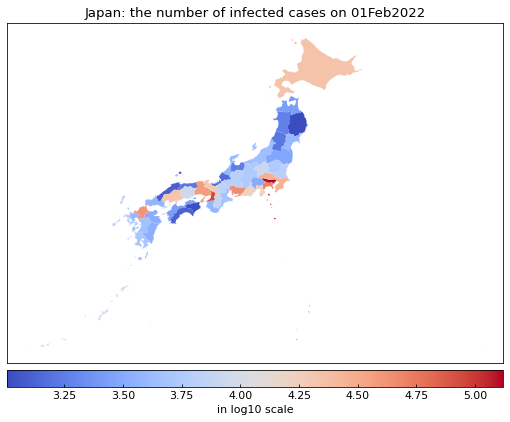 Japan: the number of infected cases on 01Feb2022
3.25 3.50 3.75 4.00 4.25 4.50 4.75 5.00
in log10 scale